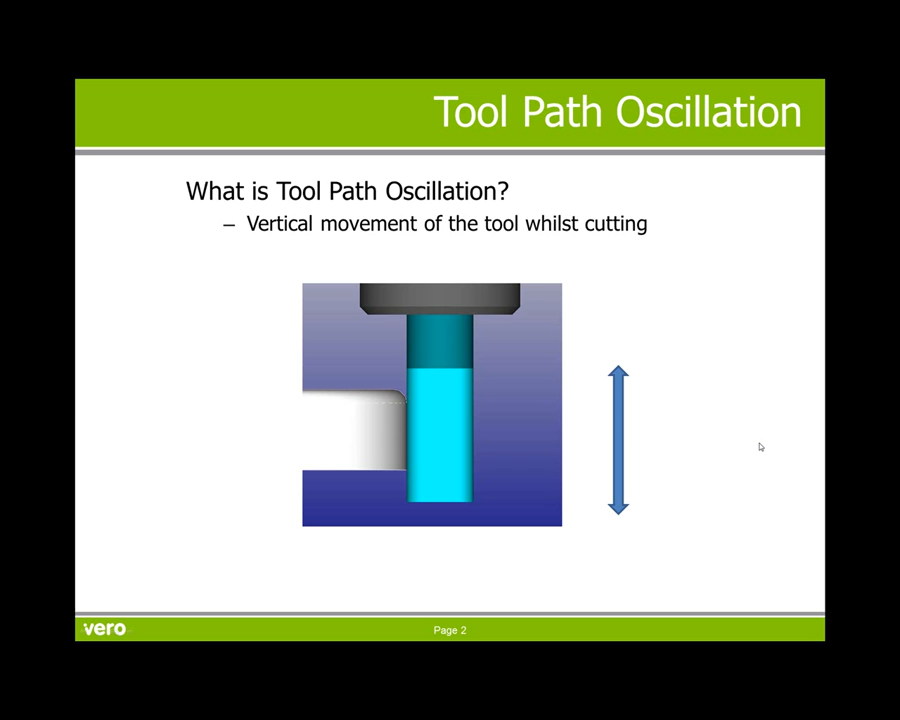 Tool Path Oscillation
What is Tool Path Oscillation?
– Vertical movement of the tool whilst cutting
vero
Page 2